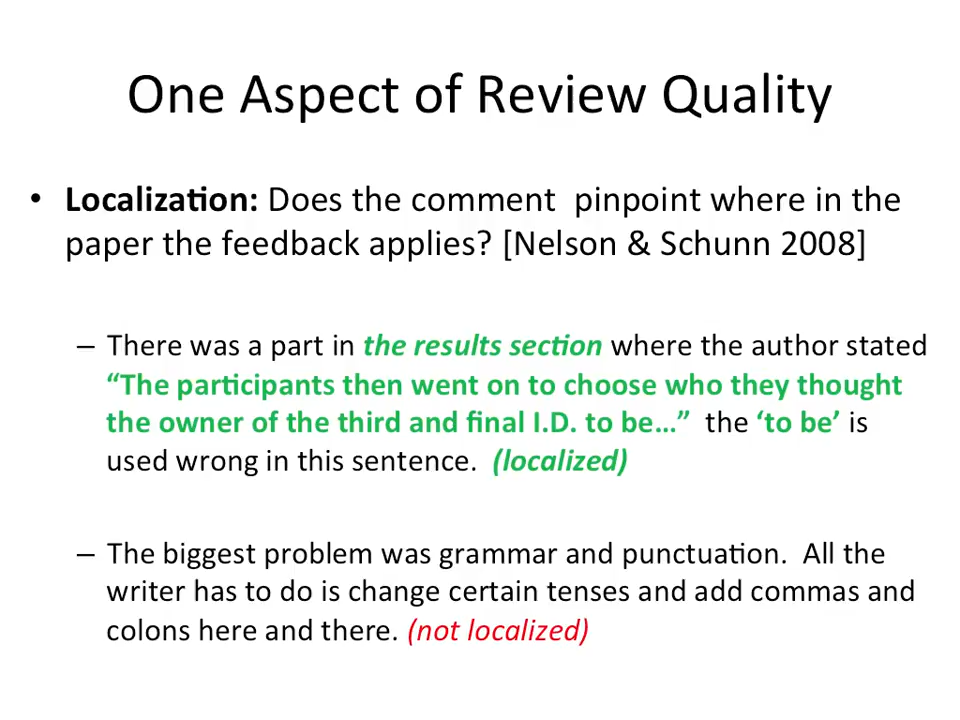 One Aspect of Review Quality
• Localization: Does the comment  pinpoint where in the
paper the feedback applies? [Nelson & Schunn 2008]
– There was a part in the results section where the author stated
“The participants then went on to choose who they thought
the owner of the third and final I.D. to be…”  the ‘to be’ is
used wrong in this sentence.  (localized)
– The biggest problem was grammar and punctuation.  All the
writer has to do is change certain tenses and add commas and
colons here and there. (not localized)